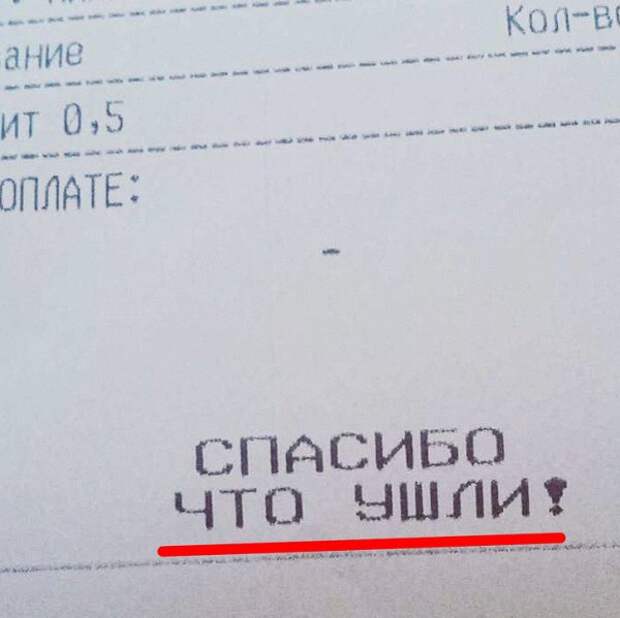 Кол-во
ание
ит 0,5
ОПЛАТЕ:
-
СПАСИБО
ЧТО УШЛИ!